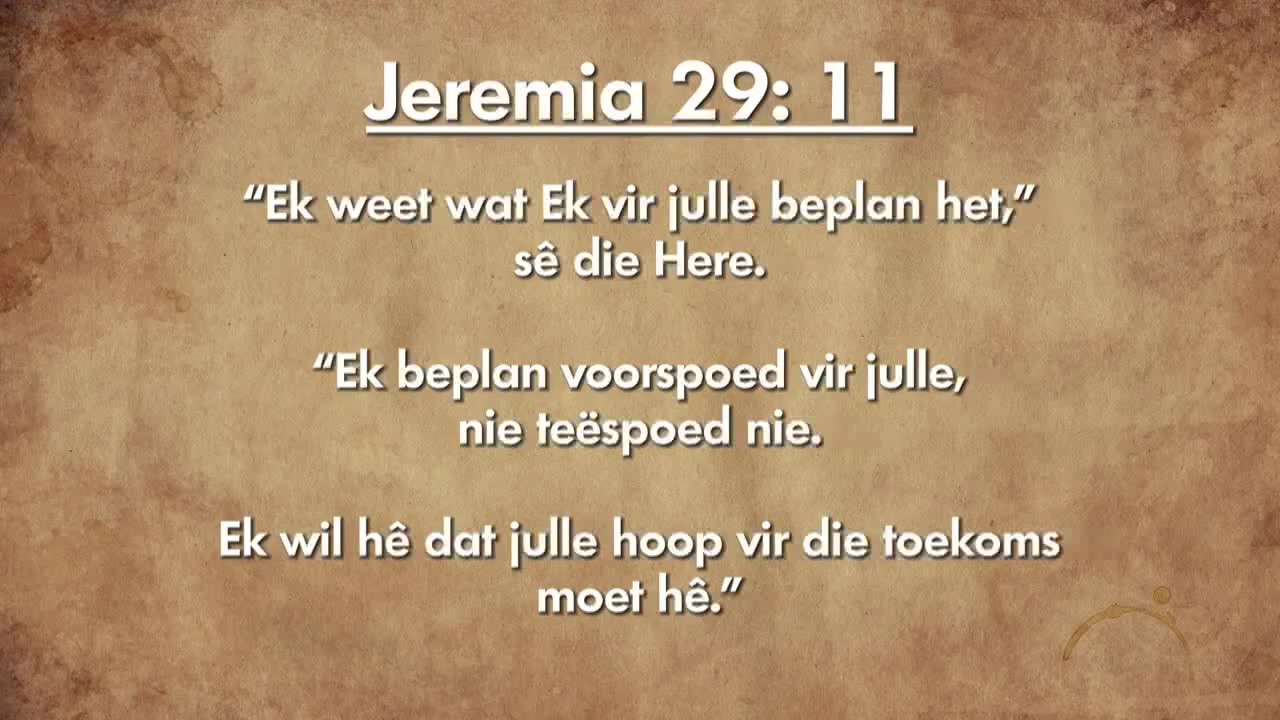 Jeremia 29: 11
“Ek weet wat Ek vir julle beplan het,”
sê die Here.
“Ek beplan voorspoed vir julle,
nie teëspoed nie.
Ek wil hê dat julle hoop vir die toekoms
moet hê.”